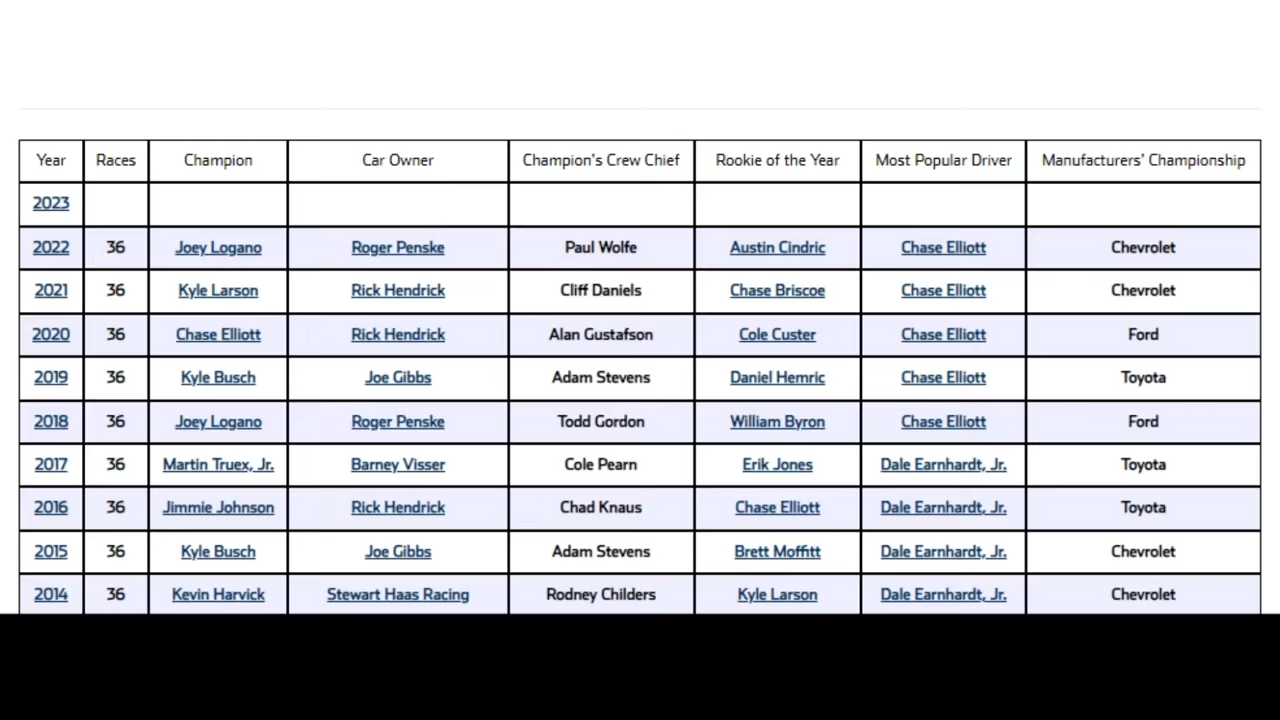 Year Races Champion Car Owner Champion's Crew Chief Rookie of the Year Most Popular Driver Manufacturers' Championship
2023
2022 36 Joey Logano Roger Penske Paul Wolfe Austin Cindric Chase Elliott Chevrolet
2021 36 Kyle Larson Rick Hendrick Cliff Daniels Chase Briscoe Chase Elliott Chevrolet
2020 36 Chase Elliott Rick Hendrick Alan Gustafson Cole Custer Chase Elliott Ford
2019 36 Kyle Busch Joe Gibbs Adam Stevens Daniel Hemric Chase Elliott Toyota
2018 36 Joey Logano Roger Penske Todd Gordon William Byron Chase Elliott Ford
2017 36 Martin Truex, Jr. Barney Visser Cole Pearn Erik Jones Dale Earnhardt, Jr. Toyota
2016 36 Jimmie Johnson Rick Hendrick Chad Knaus Chase Elliott Dale Earnhardt, Jr. Toyota
2015 36 Kyle Busch Joe Gibbs Adam Stevens Brett Moffitt Dale Earnhardt, Jr. Chevrolet
2014 36 Kevin Harvick Stewart Haas Racing Rodney Childers Kyle Larson Dale Earnhardt, Jr. Chevrolet